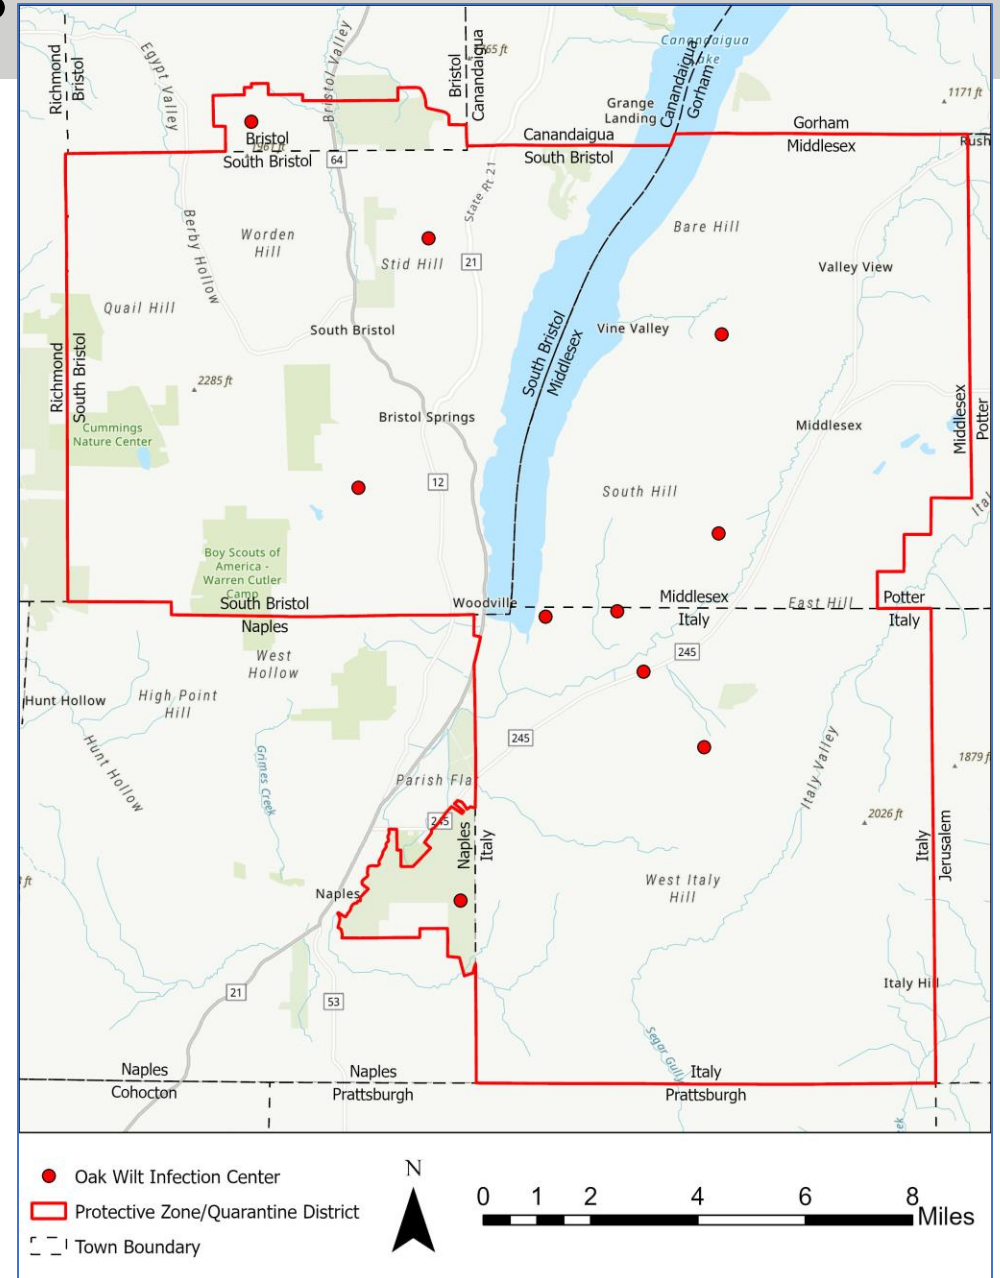 Richmond
Bristol
Egypt Valley
Bristol Valley
Bristol
Canandaigua
Canandaigua
Lake
Canandaigua
Gorham
1171 ft
Grange
Landing
Bristol
South Bristol
64
Canandaigua
South Bristol
Gorham
Middlesex
Rush
State Rt 21
Berby Hollow
Worden
Hill
Stid Hill
21
Bare Hill
Valley View
Quail Hill
South Bristol
Vine Valley
South Bristol
Middlesex
Richmond
South Bristol
2285 ft
Bristol Springs
Middlesex
Middlesex
Potter
Cummings
Nature Center
12
South Hill
Ital
Boy Scouts of
America -
Warren Cutler
Camp
South Bristol
Naples
Woodville
Middlesex
Italy
East Hill
Potter
Italy
West
Hollow
245
Hunt Hollow
High Point
Hill
Hunt Hollow
Grimes Creek
245
Italy Valley
1879 ft
Parish Fla
245
Naples
Italy
2026 ft
Italy
Jerusalem
ft
Naples
West Italy
Hill
21
53
Italy Hill
Segar Gully
Naples
Cohocton
Naples
Prattsburgh
Italy
Prattsburgh
eek
Oak Wilt Infection Center
Protective Zone/Quarantine District
Town Boundary
N
0 1 2 4 6 8
Miles